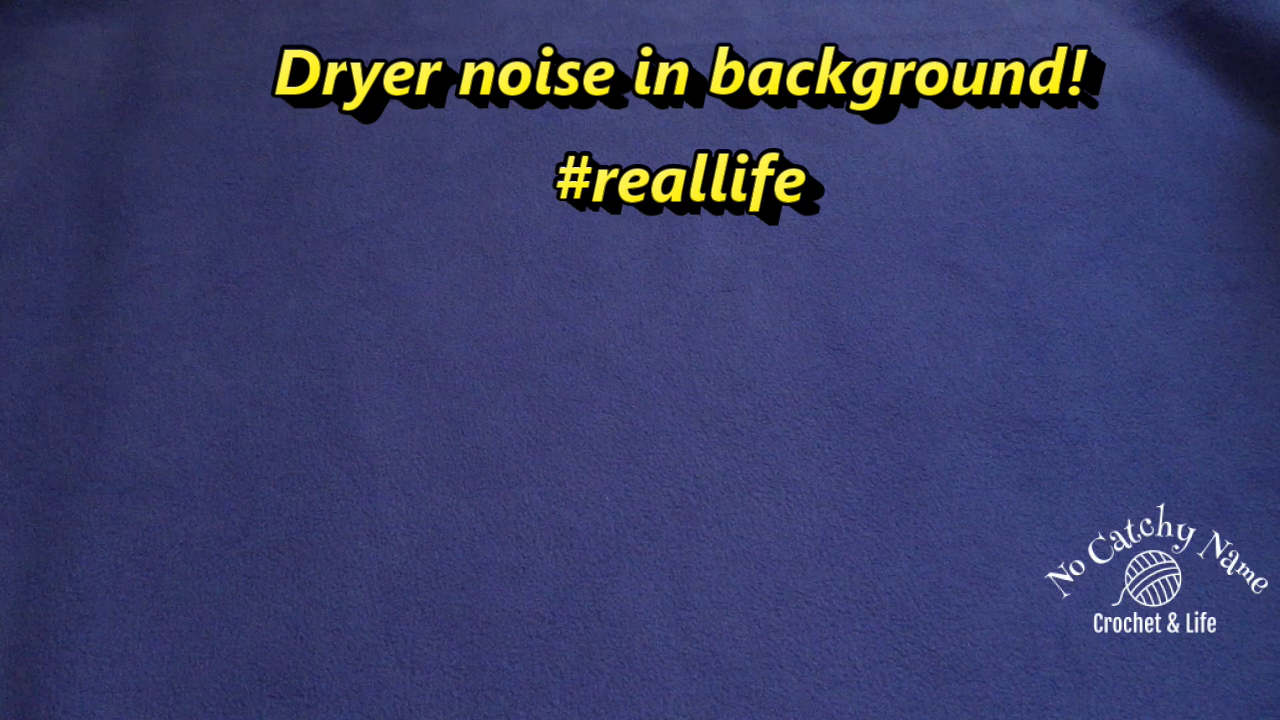 Dryer noise in background!
#reallife
No Catchy Name
Crochet & Life